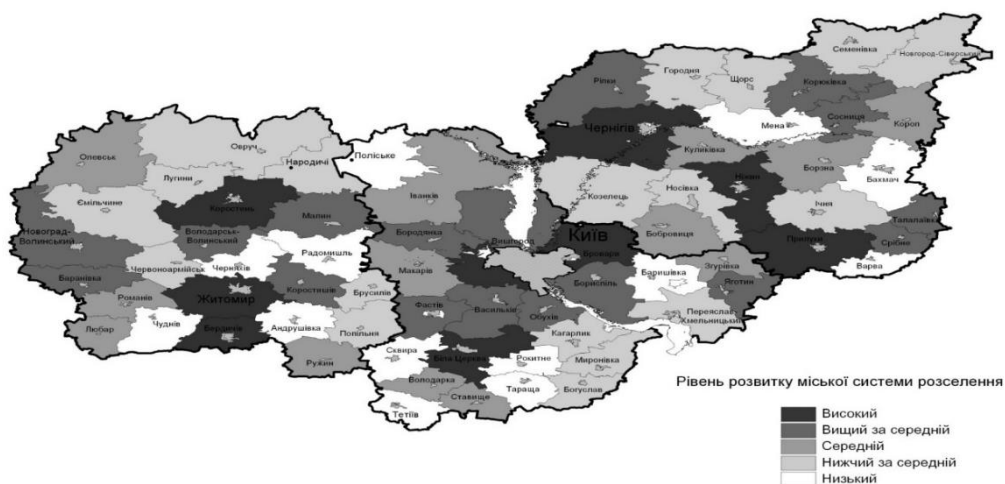 Семенівка
Новгород-Сіверський
Городня
Щорс
Ріпки
Корюківка
Чернігів
Мена
Сосниця
Короп
Олевськ
Овруч
Народичі
Поліське
Куликівка
Борзна
Бахмач
Лугини
Іванків
Козелець
Носівка
Ніжин
Ічня
Ємільчине
Коростень
Малин
Талалаївка
Новоград-
Волинський
Володарськ-
Волинський
Бородянка
Вишгород
Київ
Бобровиця
Срібне
Радомишль
Прилуки
Червоноармійськ
Черняхів
Макарів
Бровари
Варва
Баранівка
Баришівка
Згурівка
Житомир
Коростишів
Брусилів
Бориспіль
Яготин
Романів
Фастів
Васильків
Обухів
Переяслав
Хмельницький
Любар
Чуднів
Бердичів
Андрушівка
Попільня
Кагарлик
Сквира
Біла Церква
Рокитне
Миронівка
Ружин
Володарка
Тараща
Богуслав
Ставище
Тетіїв
Рівень розвитку міської системи розселення
Високий
Вищий за середній
Середній
Нижчий за середній
Низький